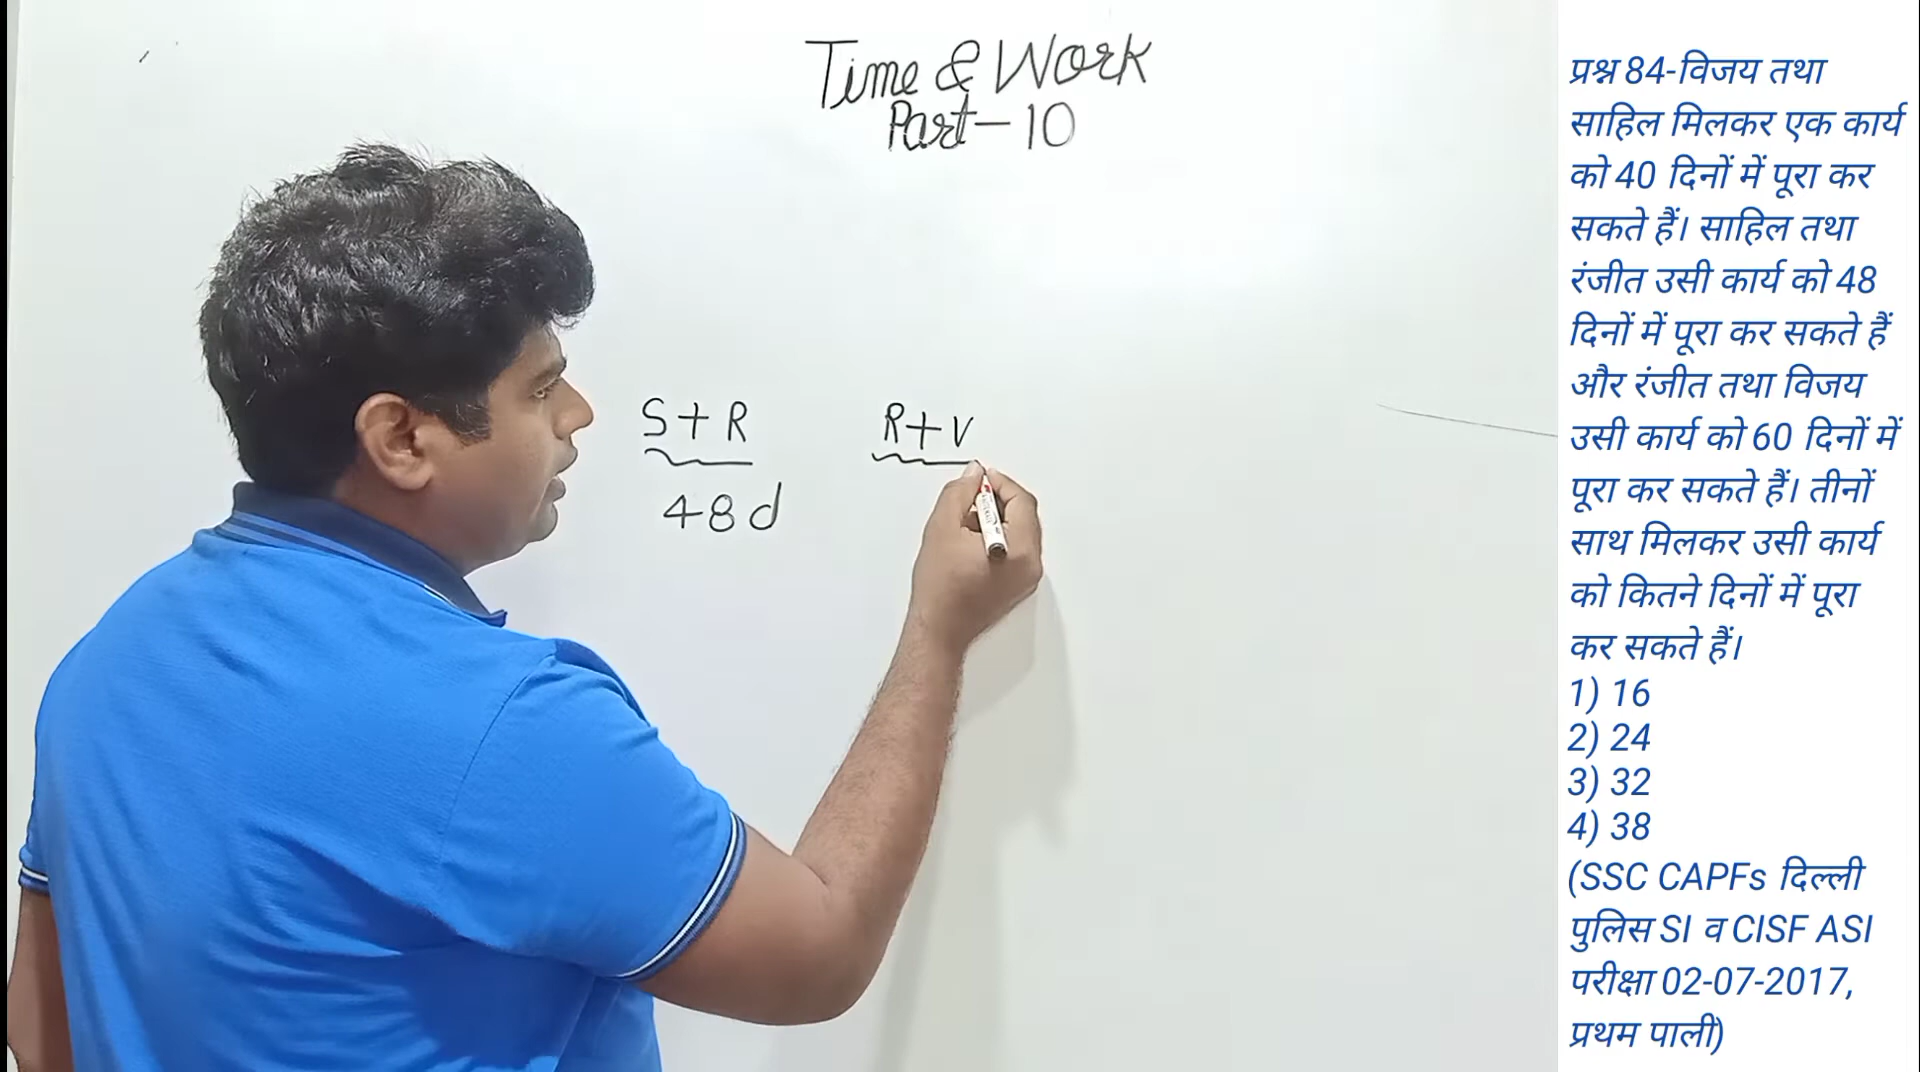 Time & Work
Part-10
S+R R+V
48d
प्रश्न 84-विजय तथा
साहिल मिलकर एक कार्य
को 40 दिनों में पूरा कर
सकते हैं। साहिल तथा
रंजीत उसी कार्य को 48
दिनों में पूरा कर सकते हैं
और रंजीत तथा विजय
उसी कार्य को 60 दिनों में
पूरा कर सकते हैं। तीनों
साथ मिलकर उसी कार्य
को कितने दिनों में पूरा
कर सकते हैं।
1) 16
2) 24
3) 32
4) 38
(SSC CAPFs दिल्ली
पुलिस SI व CISF ASI
परीक्षा 02-07-2017,
प्रथम पाली)